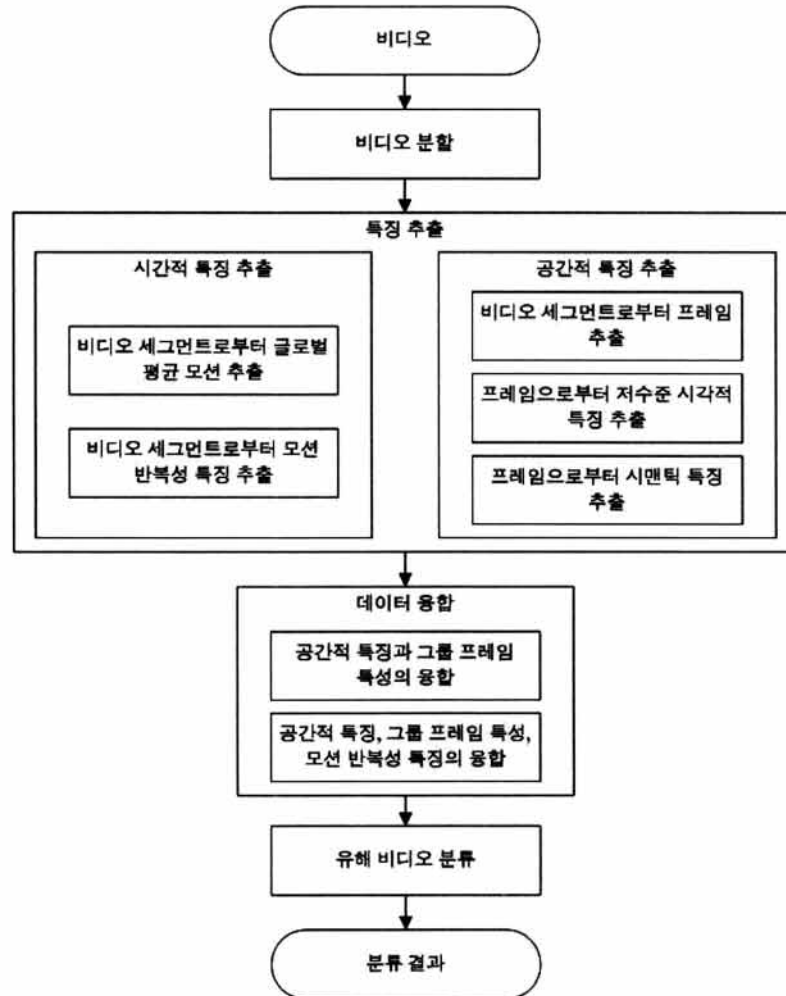 비디오
비디오 분할
특징 추출
시간적 특징 추출
비디오 세그먼트로부터 글로벌
평균 모션 추출
비디오 세그먼트로부터 모션
반복성 특징 추출
공간적 특징 추출
비디오 세그먼트로부터 프레임
추출
프레임으로부터 저수준 시각적
특징 추출
프레임으로부터 시맨틱 특징
추출
데이터 융합
공간적 특징과 그룹 프레임
특성의 융합
공간적 특징, 그룹 프레임 특성,
모션 반복성 특징의 융합
유해 비디오 분류
분류 결과